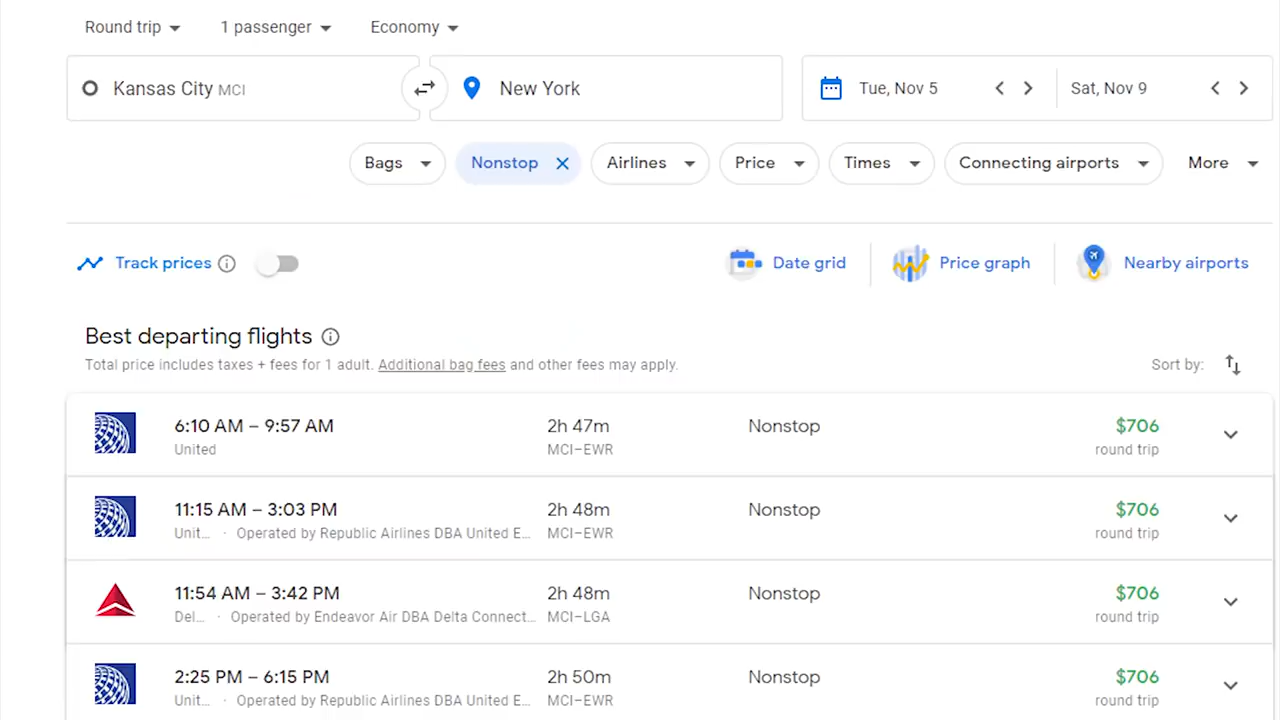 Round trip 1 passenger Economy
Kansas City MCI New York Tue, Nov 5 Sat, Nov 9
Bags Nonstop Airlines Price Times Connecting airports More
Track prices Date grid Price graph Nearby airports
Best departing flights
Total price includes taxes + fees for 1 adult. Additional bag fees and other fees may apply. Sort by:
6:10 AM – 9:57 AM 2h 47m Nonstop $706
United MCI–EWR round trip
11:15 AM – 3:03 PM 2h 48m Nonstop $706
Unit... · Operated by Republic Airlines DBA United E... MCI–EWR round trip
11:54 AM – 3:42 PM 2h 48m Nonstop $706
Del... · Operated by Endeavor Air DBA Delta Connect... MCI–LGA round trip
2:25 PM – 6:15 PM 2h 50m Nonstop $706
Unit... · Operated by Republic Airlines DBA United E... MCI–EWR round trip